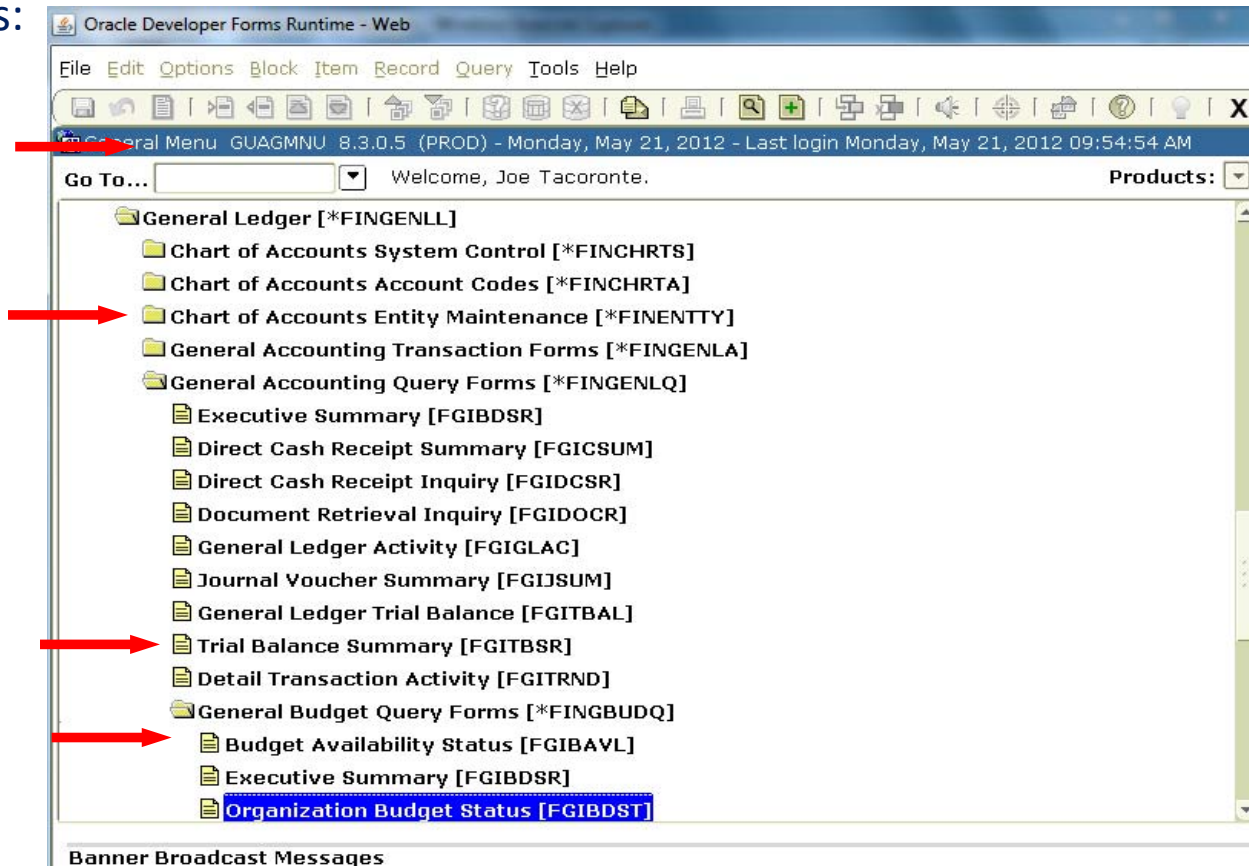 s:
Oracle Developer Forms Runtime - Web
File Edit Options Block Item Record Query Tools Help
X
General Menu GUAGMNU 8.3.0.5 (PROD) - Monday, May 21, 2012 - Last login Monday, May 21, 2012 09:54:54 AM
Go To... Welcome, Joe Tacoronte. Products:
General Ledger [*FINGENLL]
Chart of Accounts System Control [*FINCHRTS]
Chart of Accounts Account Codes [*FINCHRTA]
Chart of Accounts Entity Maintenance [*FINENTTY]
General Accounting Transaction Forms [*FINGENLA]
General Accounting Query Forms [*FINGENLQ]
Executive Summary [FGIBDSR]
Direct Cash Receipt Summary [FGICSUM]
Direct Cash Receipt Inquiry [FGIDCSR]
Document Retrieval Inquiry [FGIDOCR]
General Ledger Activity [FGIGLAC]
Journal Voucher Summary [FGIJSUM]
General Ledger Trial Balance [FGITBAL]
Trial Balance Summary [FGITBSR]
Detail Transaction Activity [FGITRND]
General Budget Query Forms [*FINGBUDQ]
Budget Availability Status [FGIBAVL]
Executive Summary [FGIBDSR]
Organization Budget Status [FGIBDST]
Banner Broadcast Messages